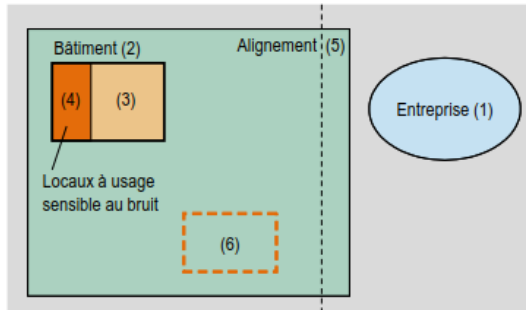 Bâtiment (2)
Alignement (5)
(4)
(3)
Entreprise (1)
Locaux à usage
sensible au bruit
(6)